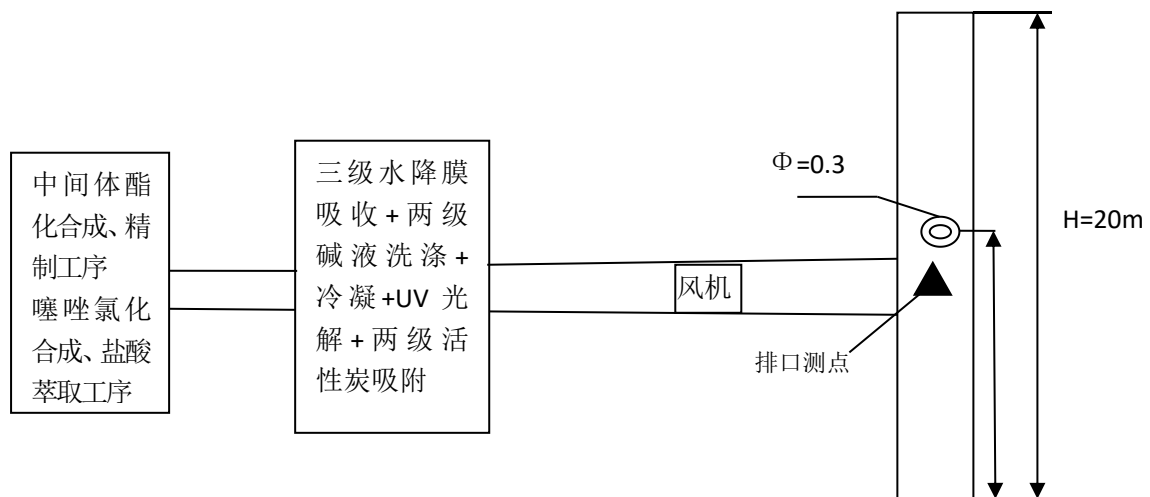 中间体酯
化合成、精
制工序
噻唑氯化
合成、盐酸
萃取工序
三级水降膜
吸收+两级
碱液洗涤+
冷凝+UV 光
解+两级活
性炭吸附
风机
Φ=0.3
排口测点
H=20m